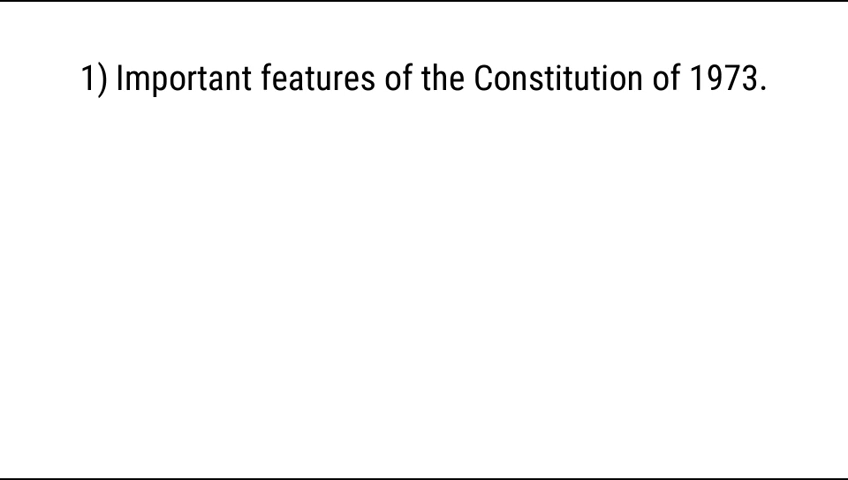 1) Important features of the Constitution of 1973.